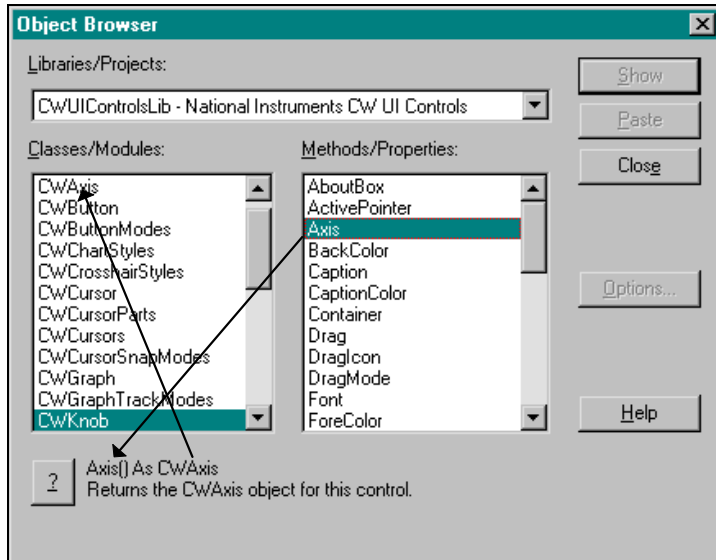 Object Browser
Libraries/Projects:
CWUIControlsLib - National Instruments CW UI Controls
Show
Paste
Close
Classes/Modules:
Methods/Properties:
CWAxis
CWButton
CWButtonModes
CWChartStyles
CWCrosshairStyles
CWCursor
CWCursorParts
CWCursors
CWCursorSnapModes
CWGraph
CWGraphTrackModes
CWKnob
AboutBox
ActivePointer
Axis
BackColor
Caption
CaptionColor
Container
Drag
DragIcon
DragMode
Font
ForeColor
Options...
Help
?
Axis() As CWAxis
Returns the CWAxis object for this control.